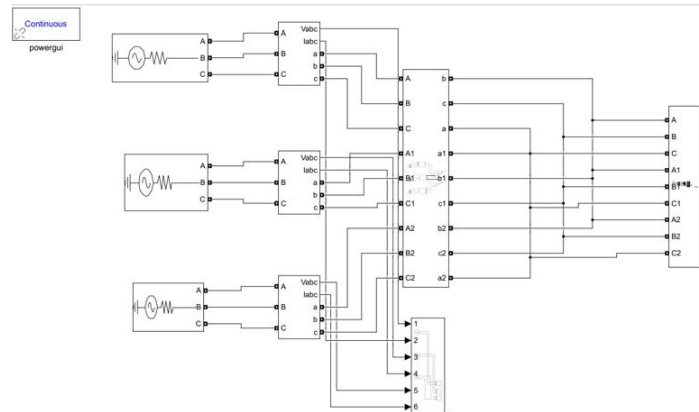 Continuous
powergui
A
B
C
A
B
C
Vabc
Iabc
a
b
c
A
B
C
A
B
C
Vabc
Iabc
a
b
c
A
B
C
A
B
C
Vabc
Iabc
a
b
c
A
B
C
A1
B1
C1
A2
B2
C2
b
c
a
a1
b1
c1
b2
c2
a2
A
B
C
A1
B1
C1
A2
B2
C2
1
2
3
4
5
6